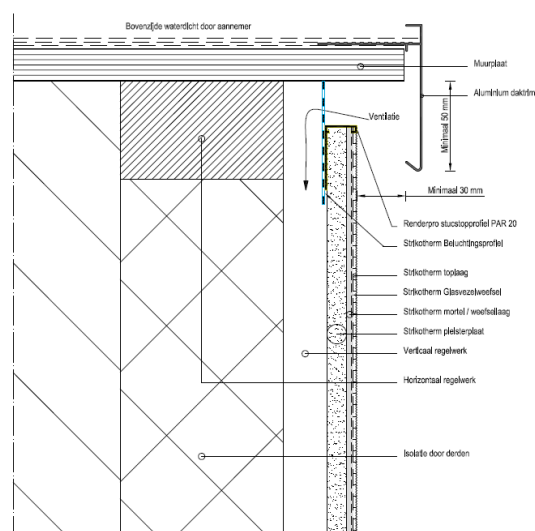 Bovenzijde waterdicht door aannemer
Muurplaat
Aluminium daktrim
Ventilatie
Minimaal 50 mm
Minimaal 30 mm
Renderpro stucstopprofiel PAR 20
Strikotherm Beluchtingsprofiel
Strikotherm toplaag
Strikotherm Glasvezelweefsel
Strikotherm mortel / weefsellaag
Strikotherm pleisterplaat
Verticaal regelwerk
Horizontaal regelwerk
Isolatie door derden